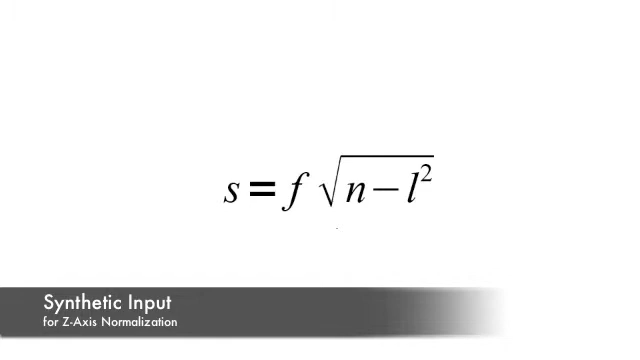 s = f √(n − l²)
Synthetic Input
for Z-Axis Normalization